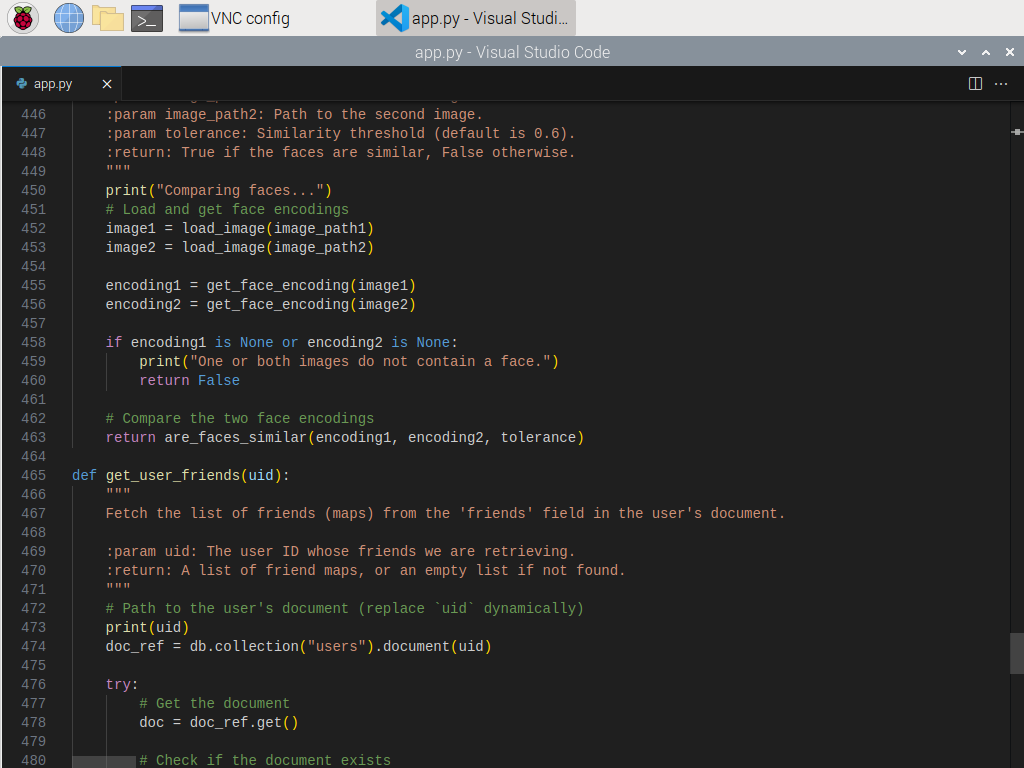 VNC config
app.py - Visual Studi...
app.py - Visual Studio Code
app.py
446 :param image_path2: Path to the second image.
447 :param tolerance: Similarity threshold (default is 0.6).
448 :return: True if the faces are similar, False otherwise.
449 """
450 print("Comparing faces...")
451 # Load and get face encodings
452 image1 = load_image(image_path1)
453 image2 = load_image(image_path2)
454
455 encoding1 = get_face_encoding(image1)
456 encoding2 = get_face_encoding(image2)
457
458 if encoding1 is None or encoding2 is None:
459 print("One or both images do not contain a face.")
460 return False
461
462 # Compare the two face encodings
463 return are_faces_similar(encoding1, encoding2, tolerance)
464
465 def get_user_friends(uid):
466 """
467 Fetch the list of friends (maps) from the 'friends' field in the user's document.
468
469 :param uid: The user ID whose friends we are retrieving.
470 :return: A list of friend maps, or an empty list if not found.
471 """
472 # Path to the user's document (replace `uid` dynamically)
473 print(uid)
474 doc_ref = db.collection("users").document(uid)
475
476 try:
477 # Get the document
478 doc = doc_ref.get()
479
480 # Check if the document exists